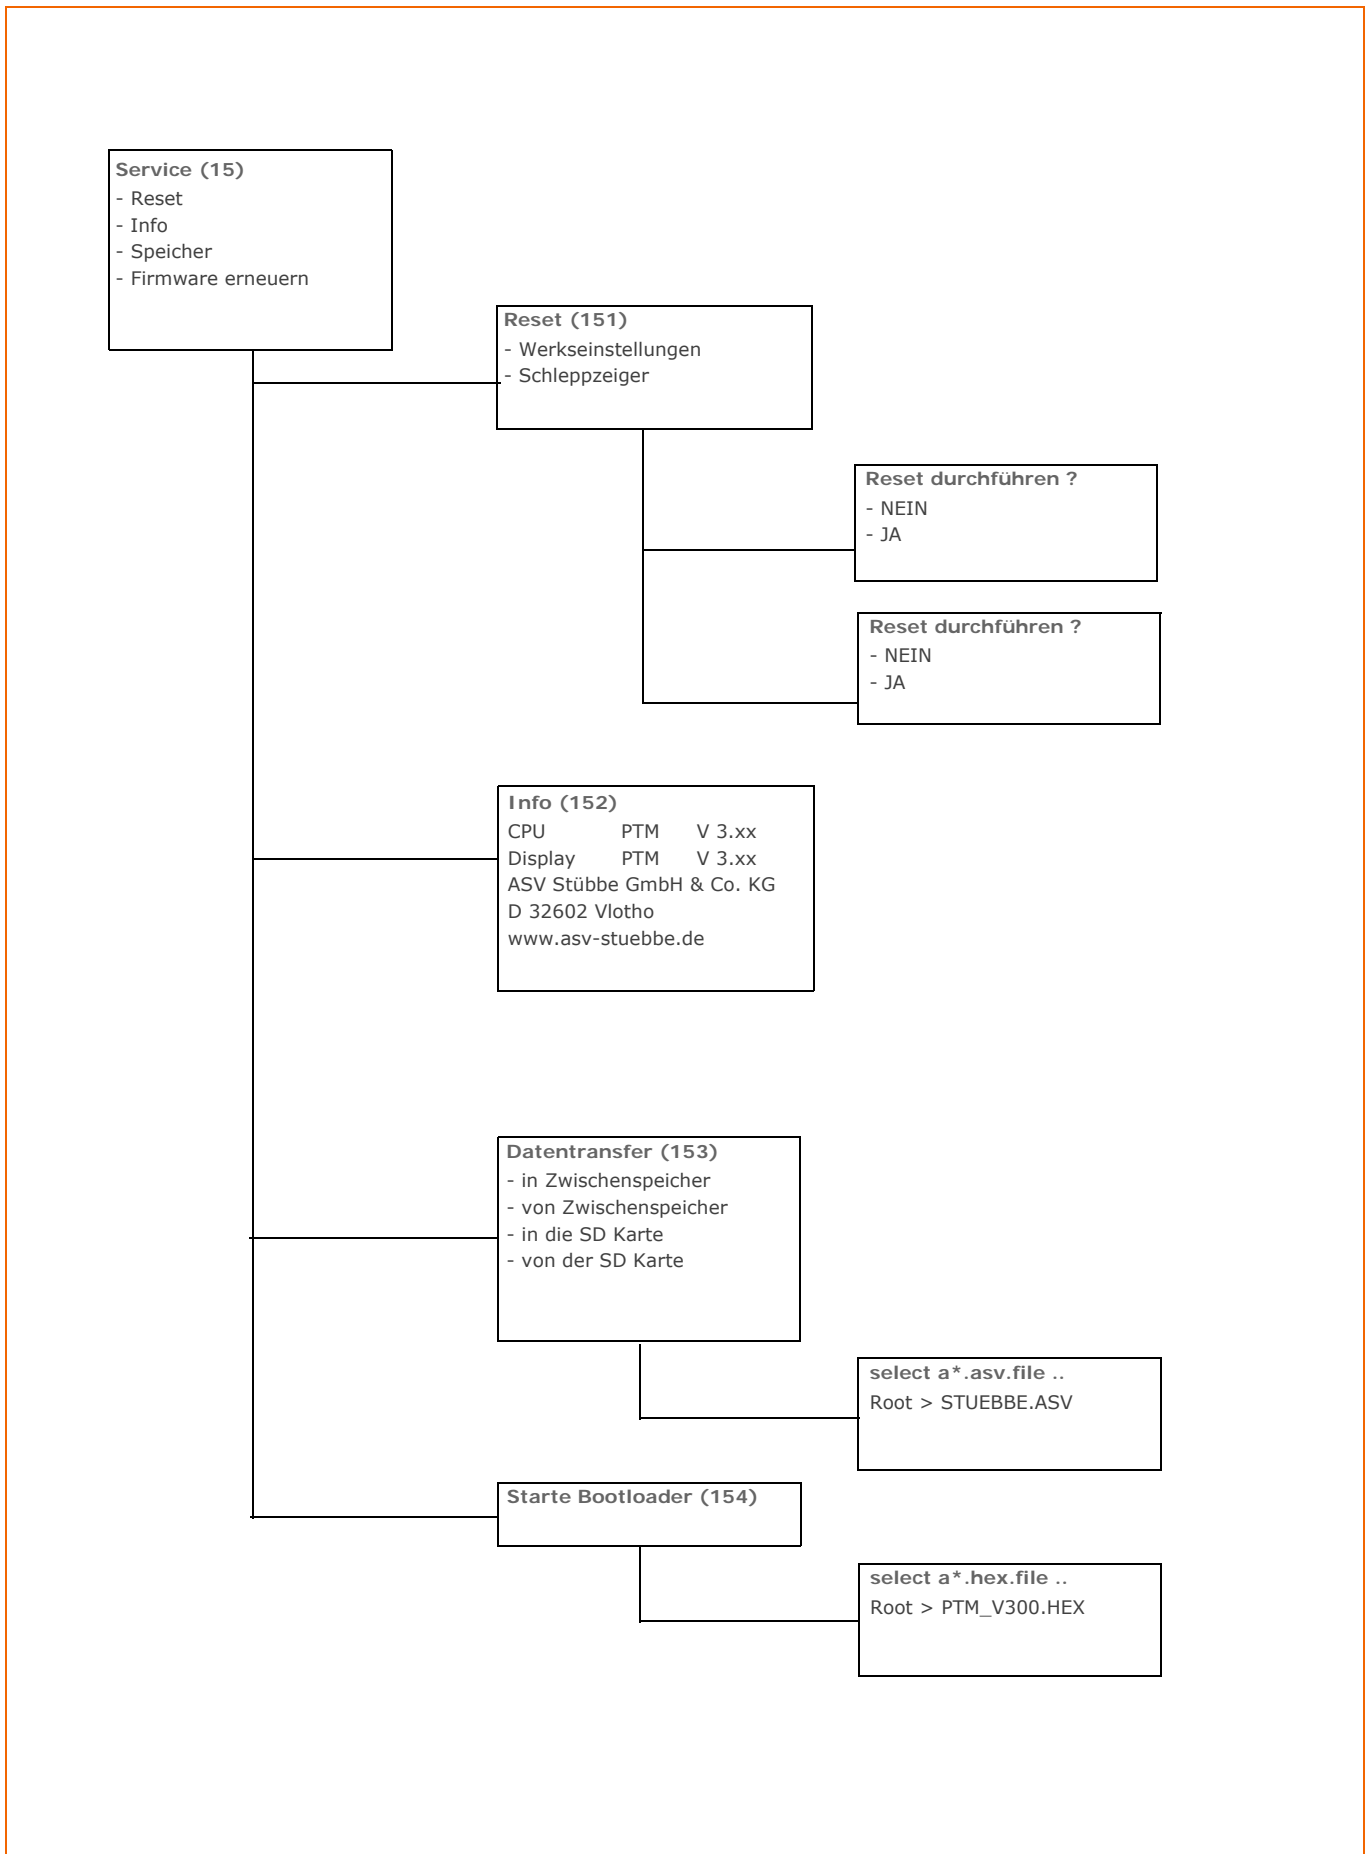 Service (15)
- Reset
- Info
- Speicher
- Firmware erneuern
Reset (151)
- Werkseinstellungen
- Schleppzeiger
Reset durchführen ?
- NEIN
- JA
Reset durchführen ?
- NEIN
- JA
Info (152)
CPU PTM V 3.xx
Display PTM V 3.xx
ASV Stübbe GmbH & Co. KG
D 32602 Vlotho
www.asv-stuebbe.de
Datentransfer (153)
- in Zwischenspeicher
- von Zwischenspeicher
- in die SD Karte
- von der SD Karte
select a*.asv.file ..
Root > STUEBBE.ASV
Starte Bootloader (154)
select a*.hex.file ..
Root > PTM_V300.HEX